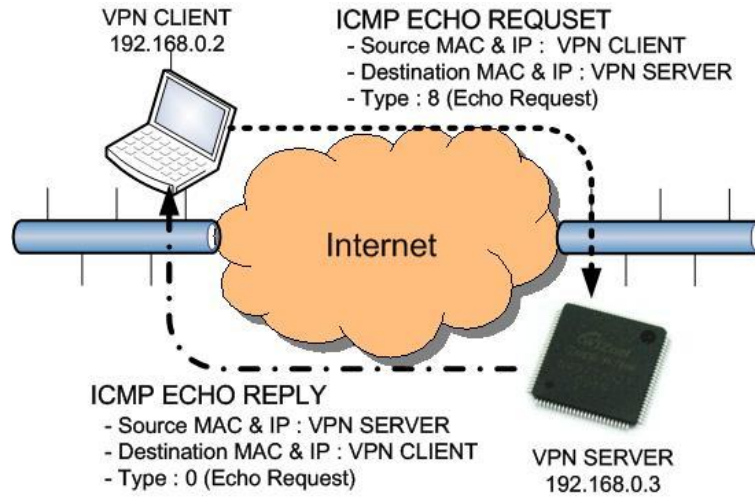 VPN CLIENT
192.168.0.2
ICMP ECHO REQUSET
- Source MAC & IP : VPN CLIENT
- Destination MAC & IP : VPN SERVER
- Type : 8 (Echo Request)
Internet
ICMP ECHO REPLY
- Source MAC & IP : VPN SERVER
- Destination MAC & IP : VPN CLIENT
- Type : 0 (Echo Request)
VPN SERVER
192.168.0.3